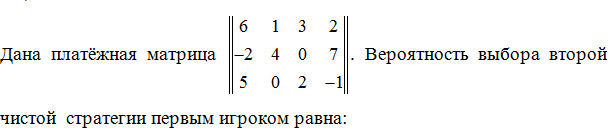 6 1 3 2
Дана платёжная матрица –2 4 0 7 . Вероятность выбора второй
5 0 2 –1
чистой стратегии первым игроком равна: